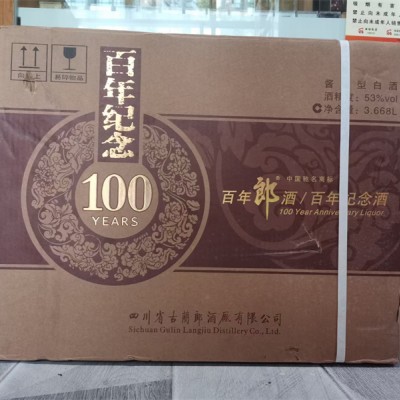 酱 型白酒
酒精度：53%vol
净含量：3.668L
百年纪念
100
YEARS
中国驰名商标
百年郎酒/百年纪念酒
100 Year Anniversary Liquor
四川省古蔺郎酒厂有限公司
Sichuan Gulin Langjiu Distillery Co., Ltd.